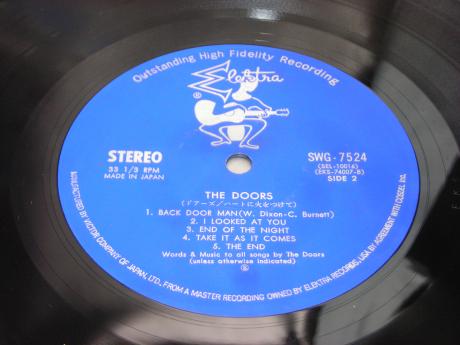 Outstanding High Fidelity Recording
Elektra
®
STEREO
33 1/3 RPM
MADE IN JAPAN
SWG-7524
(SEL-10016)
(EKS-74007-B)
SIDE 2
THE DOORS
(ドアーズ/ハートに火をつけて)
1. BACK DOOR MAN (W. Dixon-C. Burnett)
2. I LOOKED AT YOU
3. END OF THE NIGHT
4. TAKE IT AS IT COMES
5. THE END
Words & Music to all songs by The Doors
(unless otherwise indicated)
MANUFACTURED BY VICTOR COMPANY OF JAPAN, LTD., FROM A MASTER RECORDING OWNED BY ELEKTRA RECORDS, USA BY AGREEMENT WITH COSDEL INC.